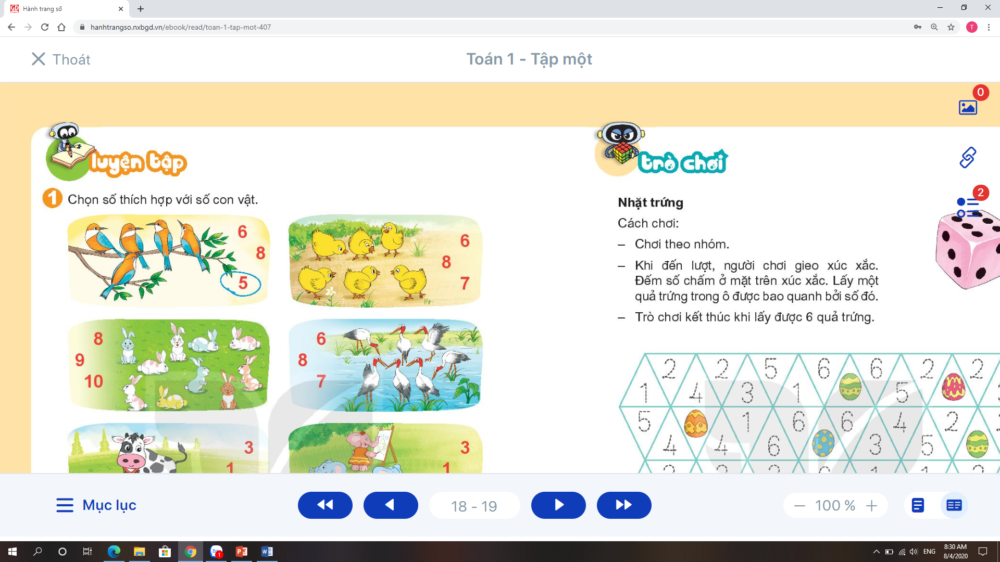 Hành trang số
hanhtrangso.nxbgd.vn/ebook/read/toan-1-tap-mot-407
T
Thoát
Toán 1 - Tập một
0
2
luyện tập
1 Chọn số thích hợp với số con vật.
6
8
5
6
8
7
8
9
10
6
8
7
3
1
3
1
trò chơi
Nhặt trứng
Cách chơi:
– Chơi theo nhóm.
– Khi đến lượt, người chơi gieo xúc xắc.
Đếm số chấm ở mặt trên xúc xắc. Lấy một
quả trứng trong ô được bao quanh bởi số đó.
– Trò chơi kết thúc khi lấy được 6 quả trứng.
2 2 5 6 6 2 2
1 4 3 1 5
5 1 6 6 4 2
4 4 6 3 5
Mục lục
18 - 19
100 %
Zalo
1
ENG
8:30 AM
8/4/2020